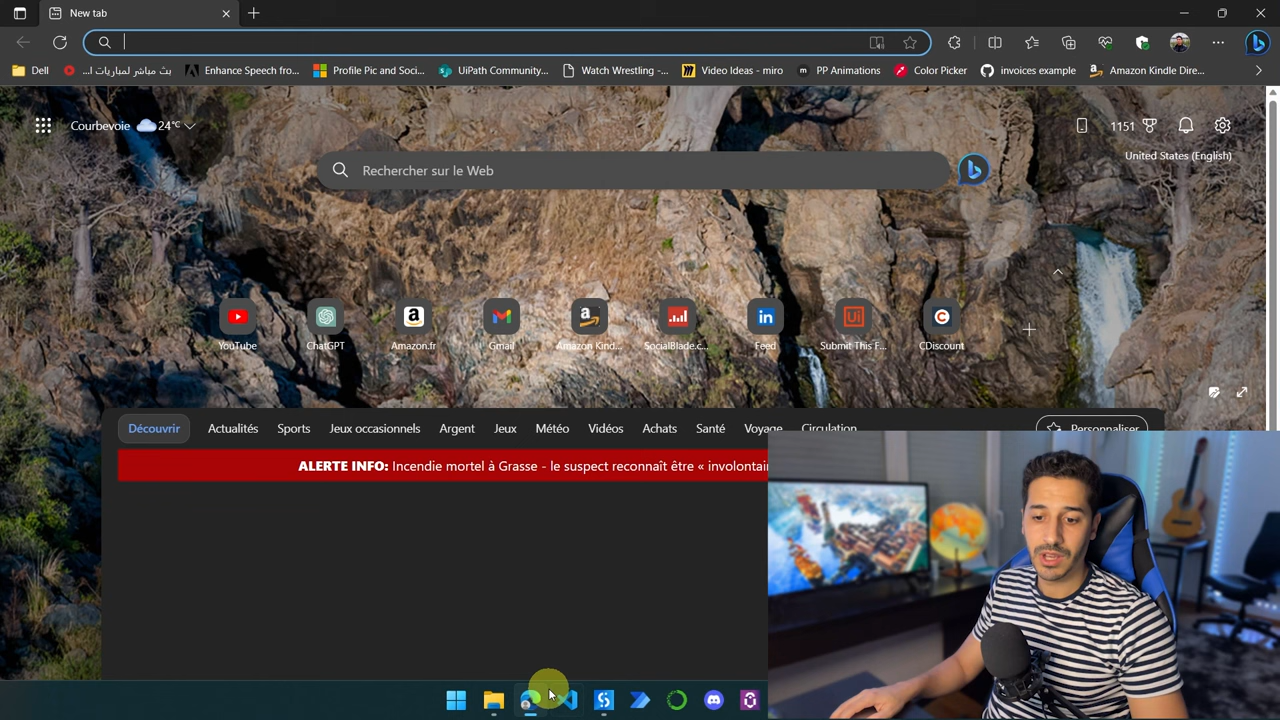 New tab
Dell
بث مباشر لمباريات ا...
Enhance Speech fro...
Profile Pic and Soci...
UiPath Community...
Watch Wrestling -...
Video Ideas - miro
PP Animations
Color Picker
invoices example
Amazon Kindle Dire...
Courbevoie 24°C
1151
United States (English)
Rechercher sur le Web
YouTube
ChatGPT
Amazon.fr
Gmail
Amazon Kind...
SocialBlade.c...
Feed
Submit This F...
CDiscount
Découvrir
Actualités
Sports
Jeux occasionnels
Argent
Jeux
Météo
Vidéos
Achats
Santé
Voyage
Circulation
Personnaliser
ALERTE INFO: Incendie mortel à Grasse - le suspect reconnaît être « involontair